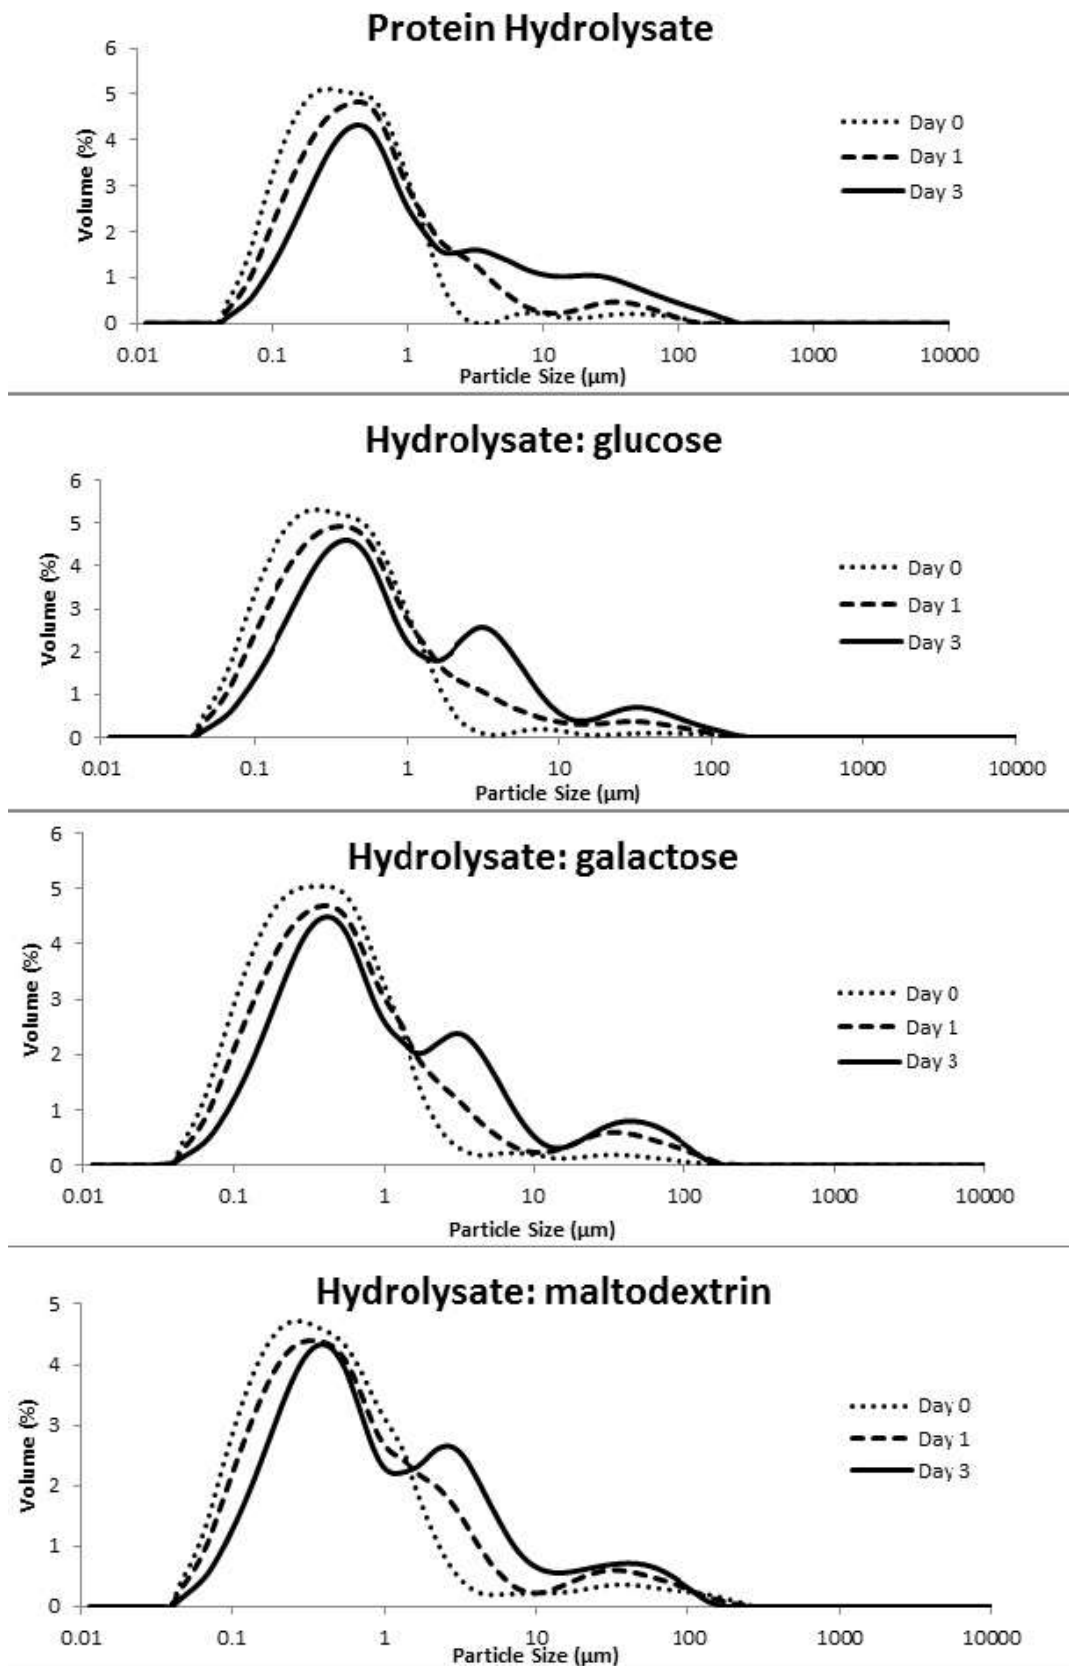 Protein Hydrolysate
6
5
4
3
2
1
0
Volume (%)
Day 0
Day 1
Day 3
0.01 0.1 1 10 100 1000 10000
Particle Size (µm)
Hydrolysate: glucose
6
5
4
3
2
1
0
Volume (%)
Day 0
Day 1
Day 3
0.01 0.1 1 10 100 1000 10000
Particle Size (µm)
Hydrolysate: galactose
6
5
4
3
2
1
0
Volume (%)
Day 0
Day 1
Day 3
0.01 0.1 1 10 100 1000 10000
Particle Size (µm)
Hydrolysate: maltodextrin
5
4
3
2
1
0
Volume (%)
Day 0
Day 1
Day 3
0.01 0.1 1 10 100 1000 10000
Particle Size (µm)